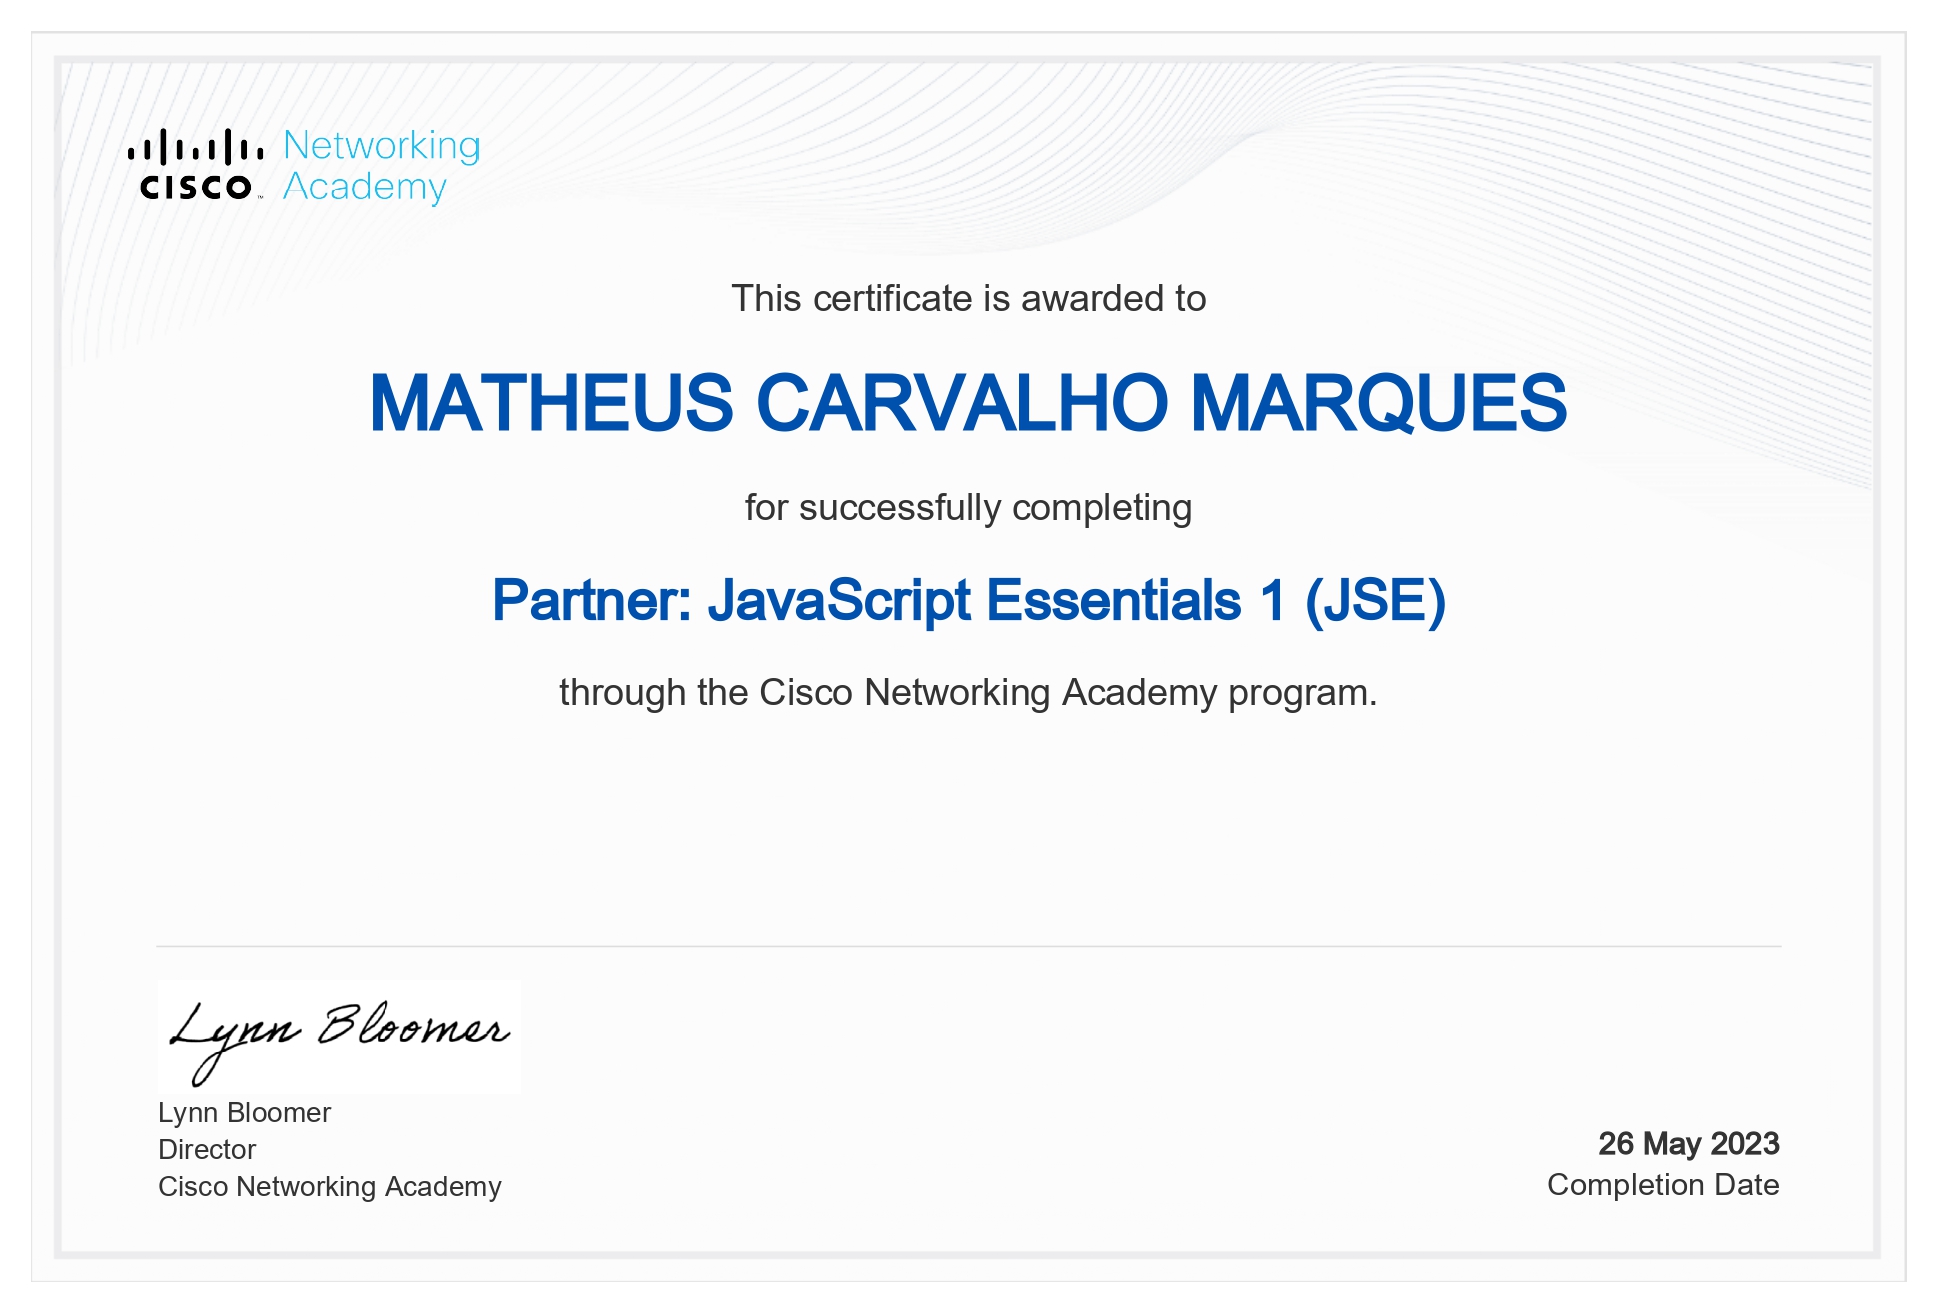 Networking
CISCO™ Academy
This certificate is awarded to
MATHEUS CARVALHO MARQUES
for successfully completing
Partner: JavaScript Essentials 1 (JSE)
through the Cisco Networking Academy program.
Lynn Bloomer
Lynn Bloomer
Director
Cisco Networking Academy
26 May 2023
Completion Date